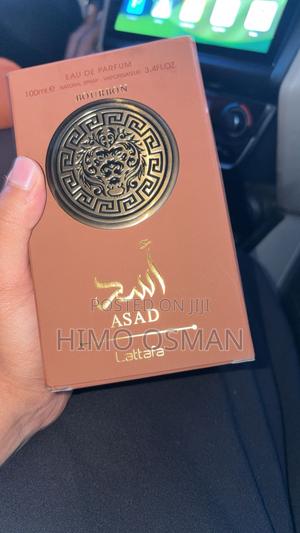 EAU DE PARFUM
100ml e NATURAL SPRAY · VAPORISATEUR 3.4FL.OZ.
BOURBON
أسد
POSTED ON JIJI
ASAD
HIMO OSMAN
Lattafa